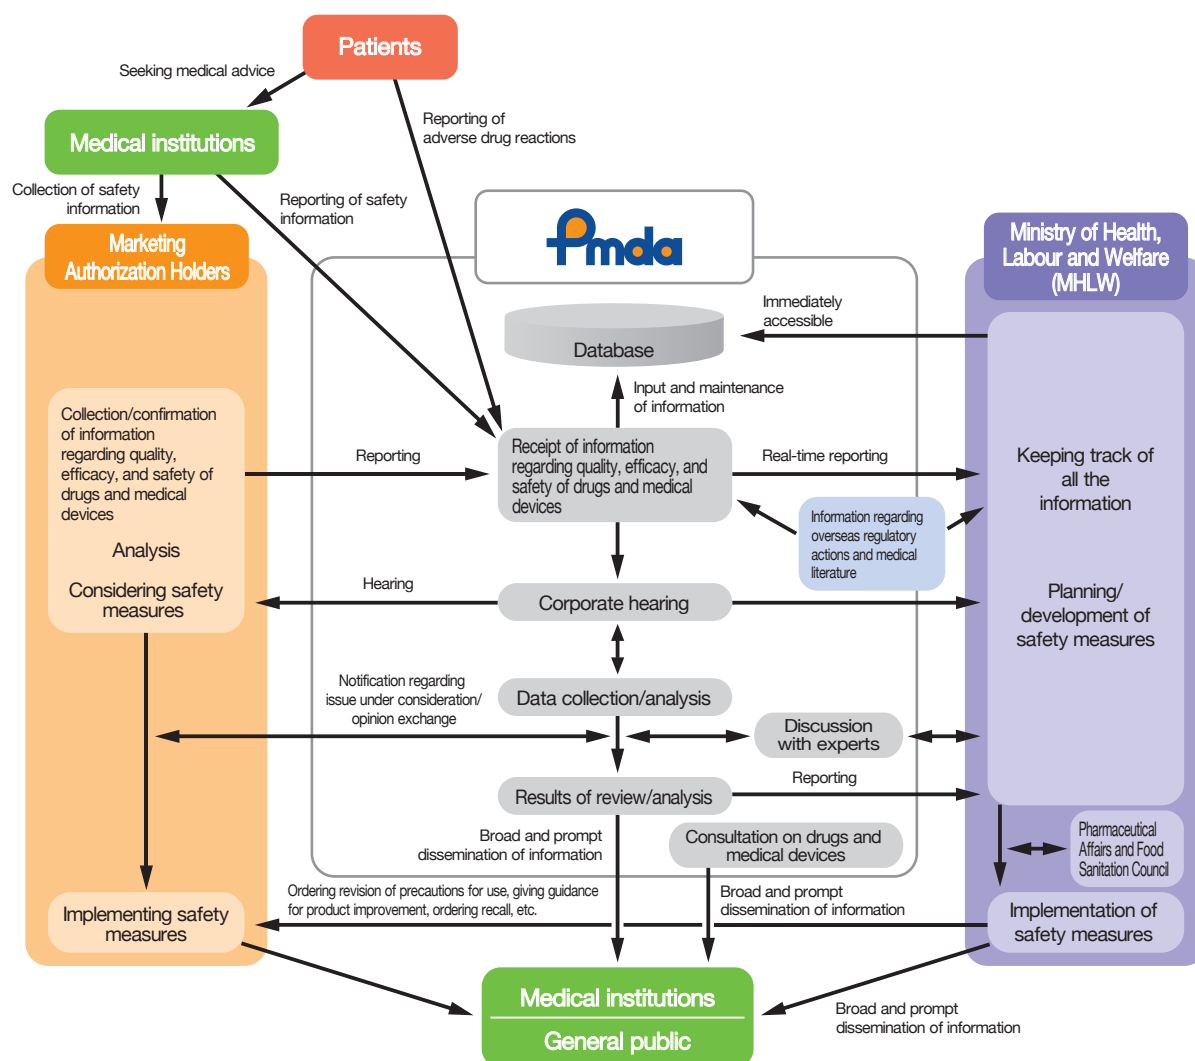 Patients
Seeking medical advice
Medical institutions
Reporting of
adverse drug reactions
Collection of safety
information
Reporting of safety
information
Marketing
Authorization Holders
pmda
Ministry of Health,
Labour and Welfare
(MHLW)
Immediately
accessible
Database
Input and maintenance
of information
Collection/confirmation
of information
regarding quality,
efficacy, and safety of
drugs and medical
devices
Analysis
Considering safety
measures
Reporting
Receipt of information
regarding quality, efficacy, and
safety of drugs and medical
devices
Real-time reporting
Keeping track of
all the
information
Information regarding
overseas regulatory
actions and medical
literature
Hearing
Corporate hearing
Planning/
development of
safety measures
Notification regarding
issue under consideration/
opinion exchange
Data collection/analysis
Discussion
with experts
Results of review/analysis
Reporting
Broad and prompt
dissemination of information
Consultation on drugs and
medical devices
Pharmaceutical
Affairs and Food
Sanitation Council
Ordering revision of precautions for use, giving guidance
for product improvement, ordering recall, etc.
Broad and prompt
dissemination of information
Implementing safety
measures
Implementation of
safety measures
Medical institutions
General public
Broad and prompt
dissemination of information